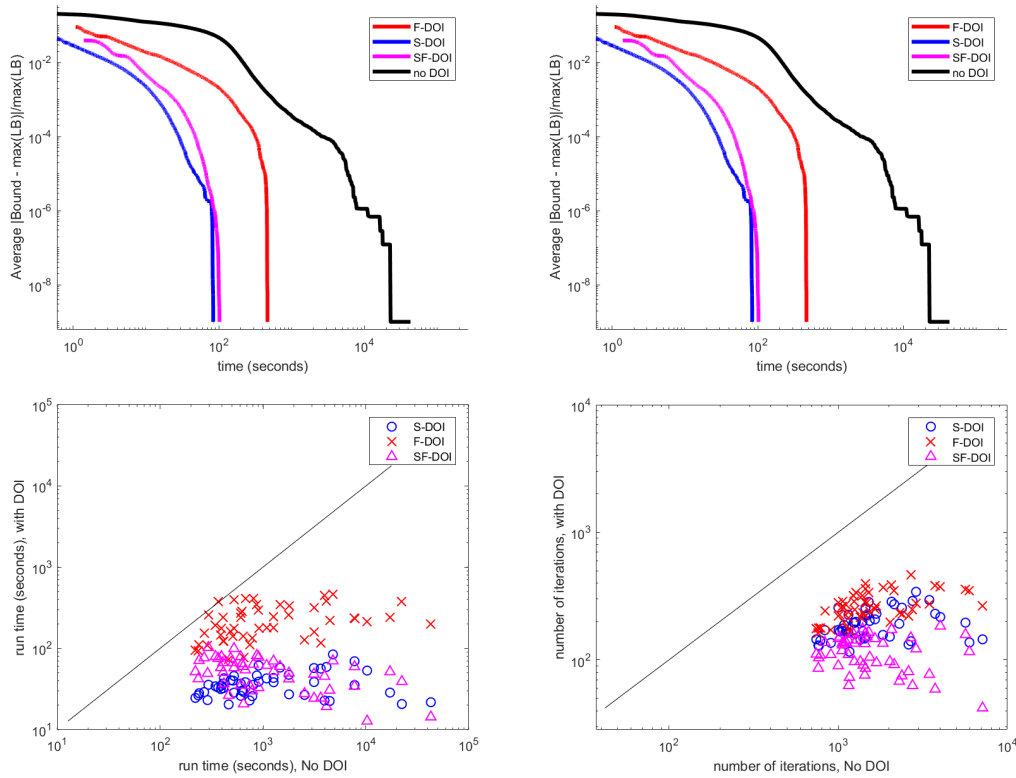 Average |Bound - max(LB)|/max(LB)
10^-2
10^-4
10^-6
10^-8
F-DOI
S-DOI
SF-DOI
no DOI
10^0
10^2
10^4
time (seconds)
Average |Bound - max(LB)|/max(LB)
10^-2
10^-4
10^-6
10^-8
F-DOI
S-DOI
SF-DOI
no DOI
10^0
10^2
10^4
time (seconds)
run time (seconds), with DOI
10^5
10^4
10^3
10^2
10^1
S-DOI
F-DOI
SF-DOI
10^1
10^2
10^3
10^4
10^5
run time (seconds), No DOI
number of iterations, with DOI
10^4
10^3
10^2
S-DOI
F-DOI
SF-DOI
10^2
10^3
10^4
number of iterations, No DOI